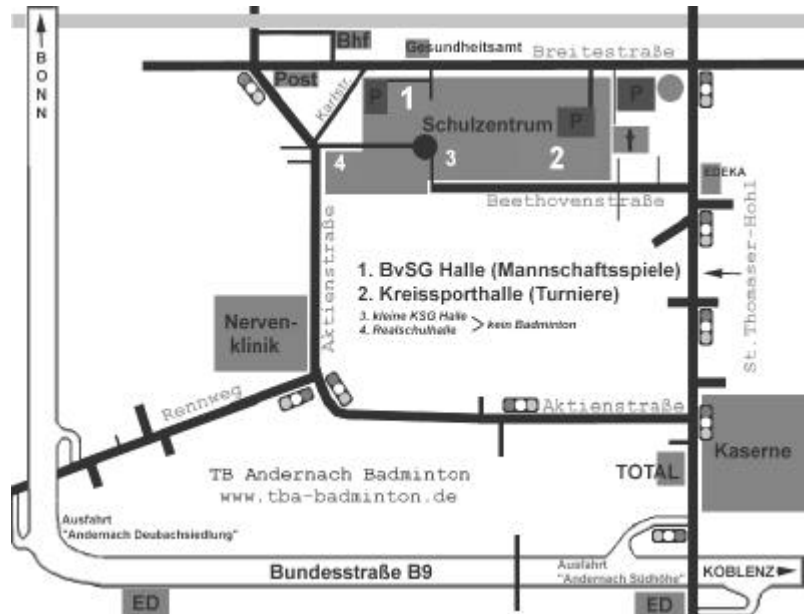 BONN
Bhf
Gesundheitsamt
Breitestraße
Post
Karlstr.
P
1
P
Schulzentrum
P
4
3
2
EDEKA
Beethovenstraße
Aktienstraße
St.Thomaser-Hohl
1. BvSG Halle (Mannschaftsspiele)
2. Kreissporthalle (Turniere)
3. kleine KSG Halle
4. Realschulhalle
kein Badminton
Nerven-
klinik
Rennweg
Aktienstraße
Kaserne
TB Andernach Badminton
www.tba-badminton.de
TOTAL
Ausfahrt
"Andernach Deubachsiedlung"
Bundesstraße B9
Ausfahrt
"Andernach Südhöhe"
KOBLENZ
ED
ED